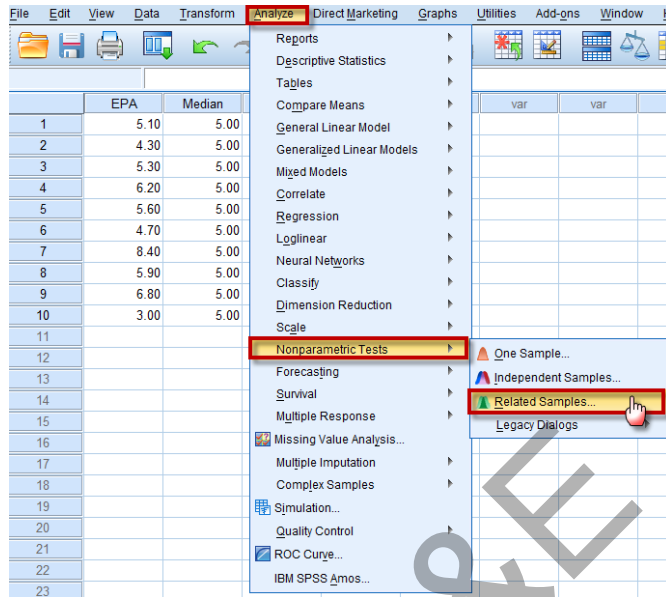 File Edit View Data Transform Analyze Direct Marketing Graphs Utilities Add-ons Window
EPA Median var var
1 5.10 5.00
2 4.30 5.00
3 5.30 5.00
4 6.20 5.00
5 5.60 5.00
6 4.70 5.00
7 8.40 5.00
8 5.90 5.00
9 6.80 5.00
10 3.00 5.00
11
12
13
14
15
16
17
18
19
20
21
22
23
Reports
Descriptive Statistics
Tables
Compare Means
General Linear Model
Generalized Linear Models
Mixed Models
Correlate
Regression
Loglinear
Neural Networks
Classify
Dimension Reduction
Scale
Nonparametric Tests
Forecasting
Survival
Multiple Response
Missing Value Analysis...
Multiple Imputation
Complex Samples
Simulation...
Quality Control
ROC Curve...
IBM SPSS Amos...
One Sample...
Independent Samples...
Related Samples...
Legacy Dialogs